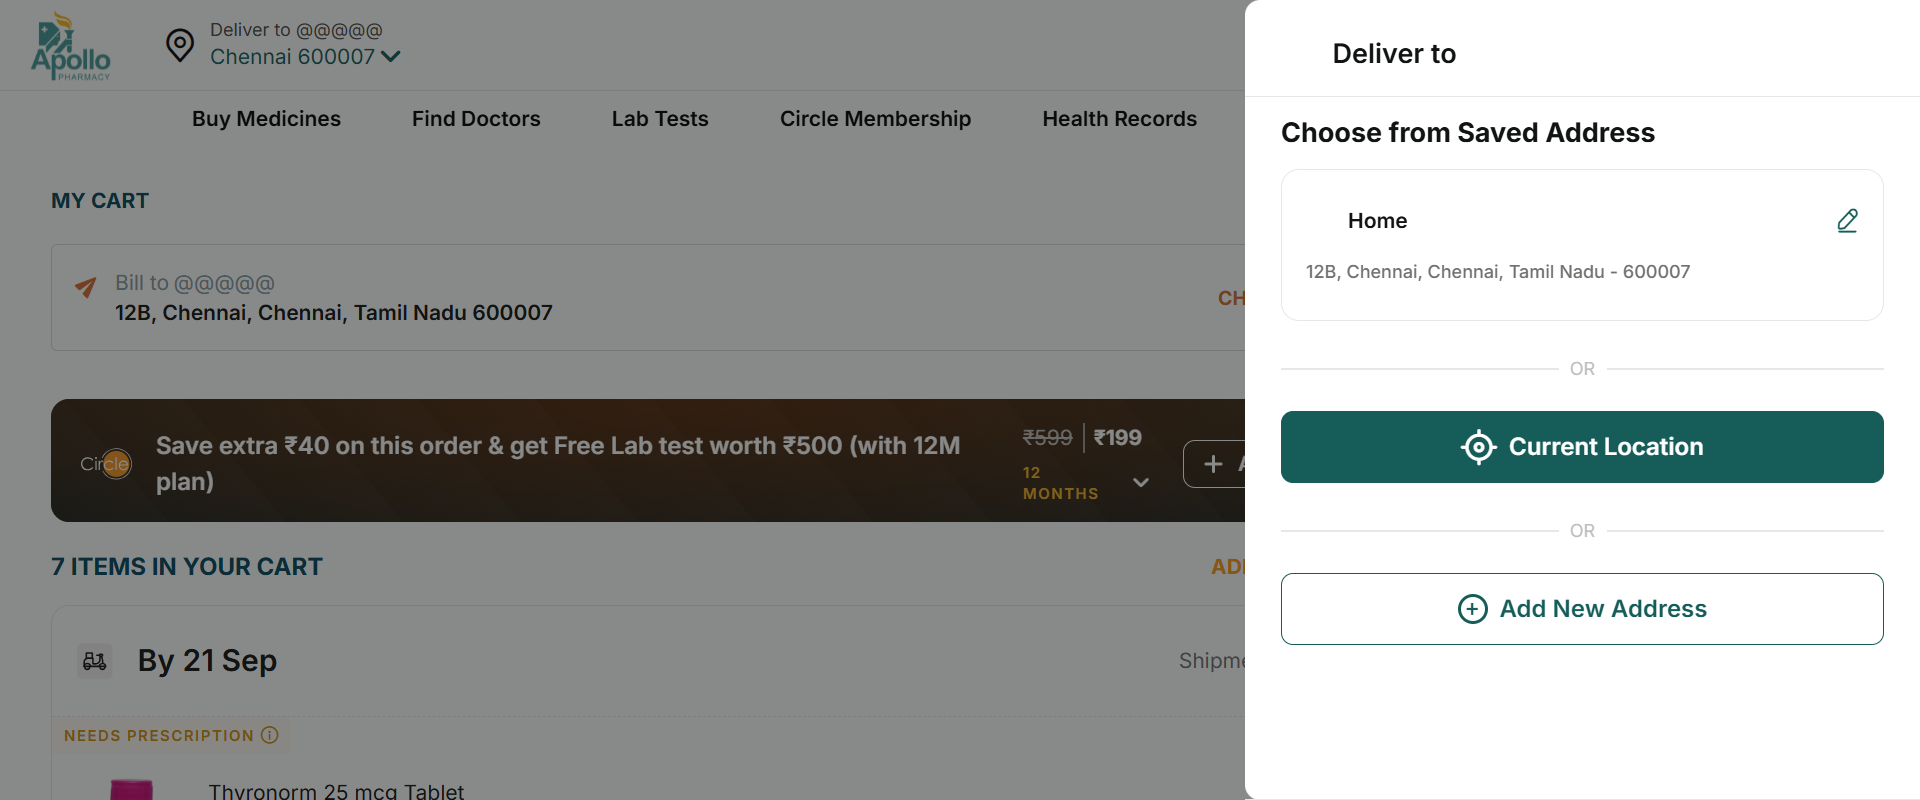 Apollo
PHARMACY
Deliver to @@@@@
Chennai 600007
Buy Medicines
Find Doctors
Lab Tests
Circle Membership
Health Records
MY CART
Bill to @@@@@
12B, Chennai, Chennai, Tamil Nadu 600007
Circle
Save extra ₹40 on this order & get Free Lab test worth ₹500 (with 12M
plan)
₹599
₹199
12
MONTHS
7 ITEMS IN YOUR CART
By 21 Sep
NEEDS PRESCRIPTION
Thyronorm 25 mcg Tablet
Deliver to
Choose from Saved Address
Home
12B, Chennai, Chennai, Tamil Nadu - 600007
OR
Current Location
OR
Add New Address